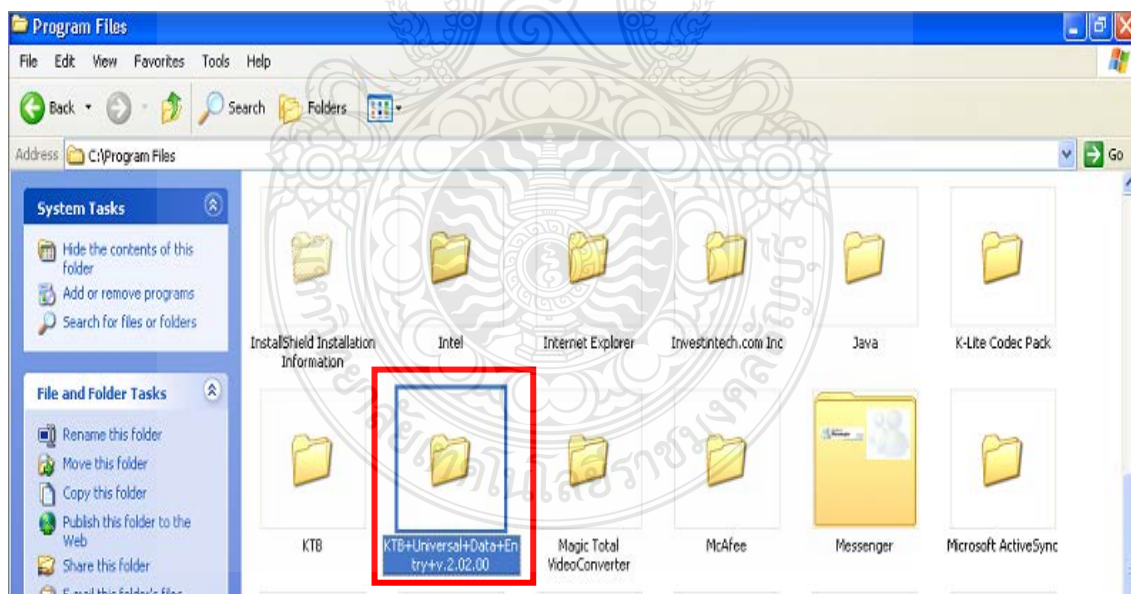 Program Files
File Edit View Favorites Tools Help
Back Search Folders
Address C:\Program Files Go
System Tasks
Hide the contents of this
folder
Add or remove programs
Search for files or folders
File and Folder Tasks
Rename this folder
Move this folder
Copy this folder
Publish this folder to the
Web
Share this folder
E-mail this folder's files
InstallShield Installation
Information
Intel
Internet Explorer
Investintech.com Inc
Java
K-Lite Codec Pack
KTB
KTB+Universal+Data+En
try+v.2.02.00
Magic Total
VideoConverter
McAfee
Messenger
Microsoft ActiveSync